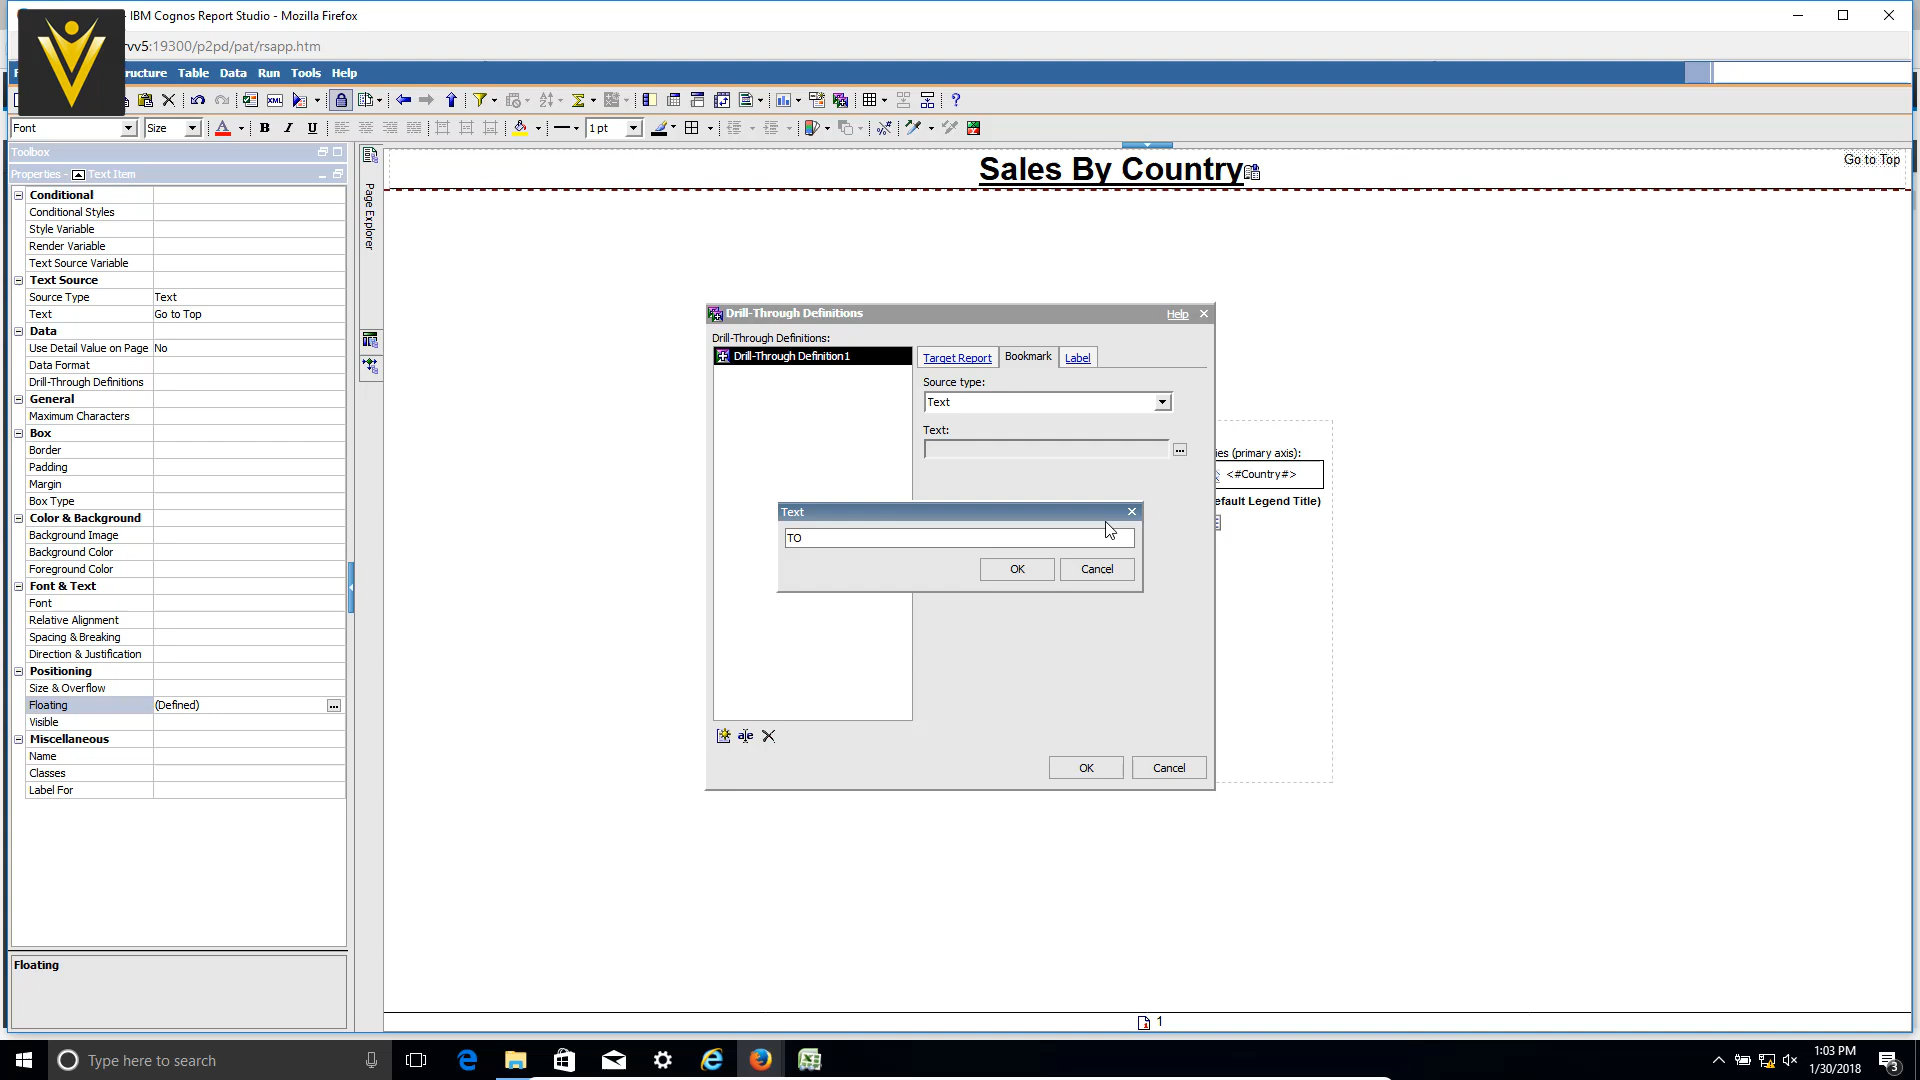 - IBM Cognos Report Studio - Mozilla Firefox
rvv5:19300/p2pd/pat/rsapp.htm
ructure Table Data Run Tools Help
Font Size 1pt
Toolbox
Properties - Text Item
Conditional
Conditional Styles
Style Variable
Render Variable
Text Source Variable
Text Source
Source Type Text
Text Go to Top
Data
Use Detail Value on Page No
Data Format
Drill-Through Definitions
General
Maximum Characters
Box
Border
Padding
Margin
Box Type
Color & Background
Background Image
Background Color
Foreground Color
Font & Text
Font
Relative Alignment
Spacing & Breaking
Direction & Justification
Positioning
Size & Overflow
Floating (Defined) ...
Visible
Miscellaneous
Name
Classes
Label For
Floating
Page Explorer
Sales By Country
Go to Top
Drill-Through Definitions Help
Drill-Through Definitions:
Drill-Through Definition1
Target Report Bookmark Label
Source type:
Text
Text:
...
Text
TO
OK Cancel
OK Cancel
ies (primary axis):
<#Country#>
efault Legend Title)
1
Type here to search
1:03 PM
1/30/2018
3